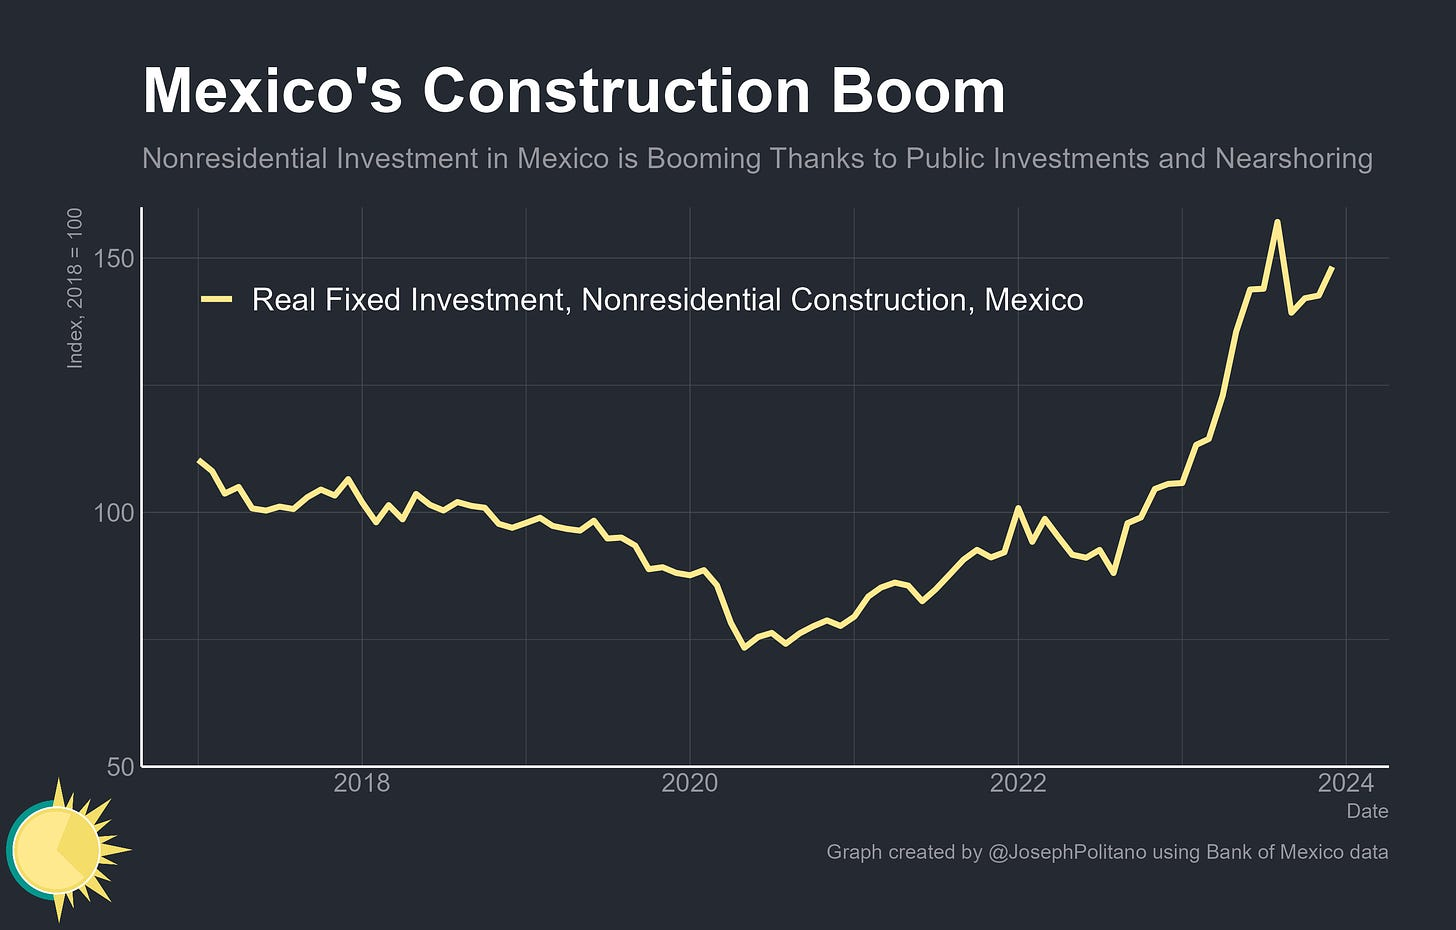 Mexico's Construction Boom
Nonresidential Investment in Mexico is Booming Thanks to Public Investments and Nearshoring
Index, 2018 = 100
150
Real Fixed Investment, Nonresidential Construction, Mexico
100
50
2018 2020 2022 2024
Date
Graph created by @JosephPolitano using Bank of Mexico data